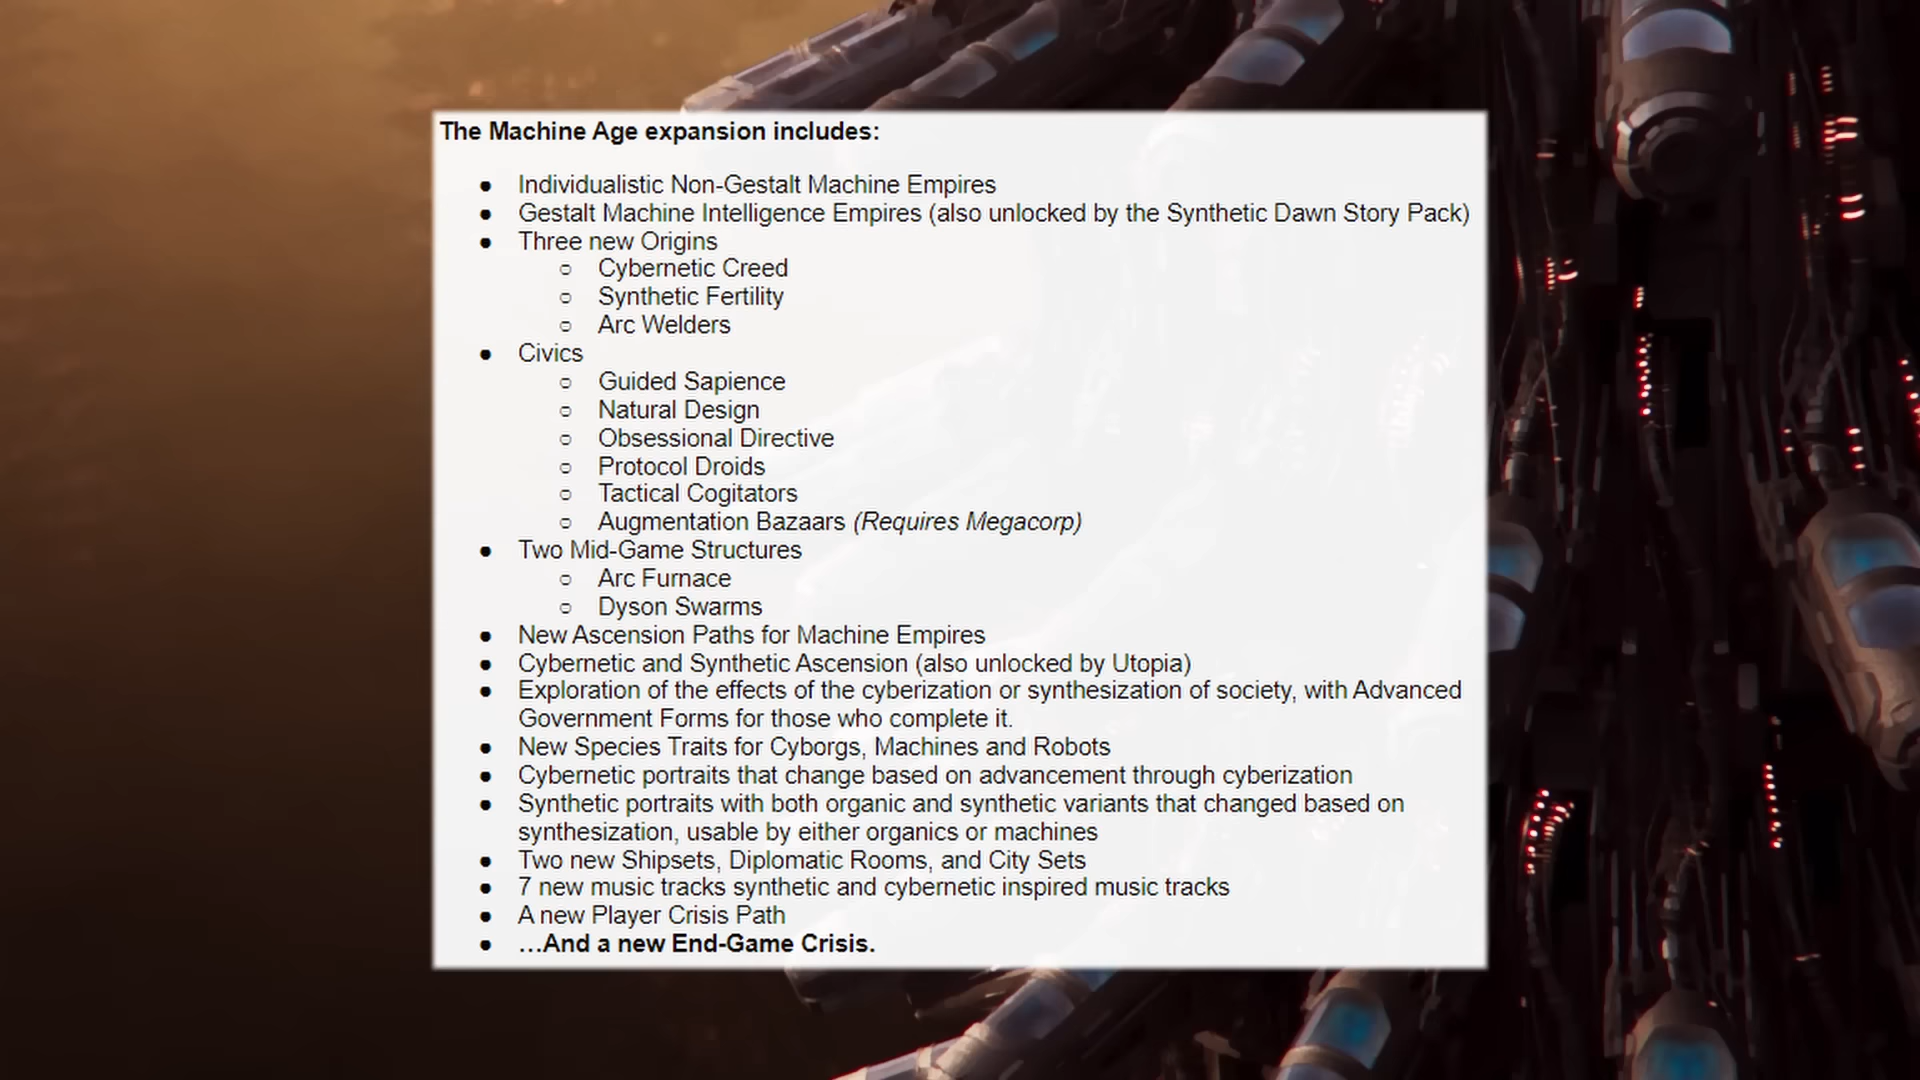 The Machine Age expansion includes:
● Individualistic Non-Gestalt Machine Empires
● Gestalt Machine Intelligence Empires (also unlocked by the Synthetic Dawn Story Pack)
● Three new Origins
○ Cybernetic Creed
○ Synthetic Fertility
○ Arc Welders
● Civics
○ Guided Sapience
○ Natural Design
○ Obsessional Directive
○ Protocol Droids
○ Tactical Cogitators
○ Augmentation Bazaars (Requires Megacorp)
● Two Mid-Game Structures
○ Arc Furnace
○ Dyson Swarms
● New Ascension Paths for Machine Empires
● Cybernetic and Synthetic Ascension (also unlocked by Utopia)
● Exploration of the effects of the cyberization or synthesization of society, with Advanced
Government Forms for those who complete it.
● New Species Traits for Cyborgs, Machines and Robots
● Cybernetic portraits that change based on advancement through cyberization
● Synthetic portraits with both organic and synthetic variants that changed based on
synthesization, usable by either organics or machines
● Two new Shipsets, Diplomatic Rooms, and City Sets
● 7 new music tracks synthetic and cybernetic inspired music tracks
● A new Player Crisis Path
● …And a new End-Game Crisis.